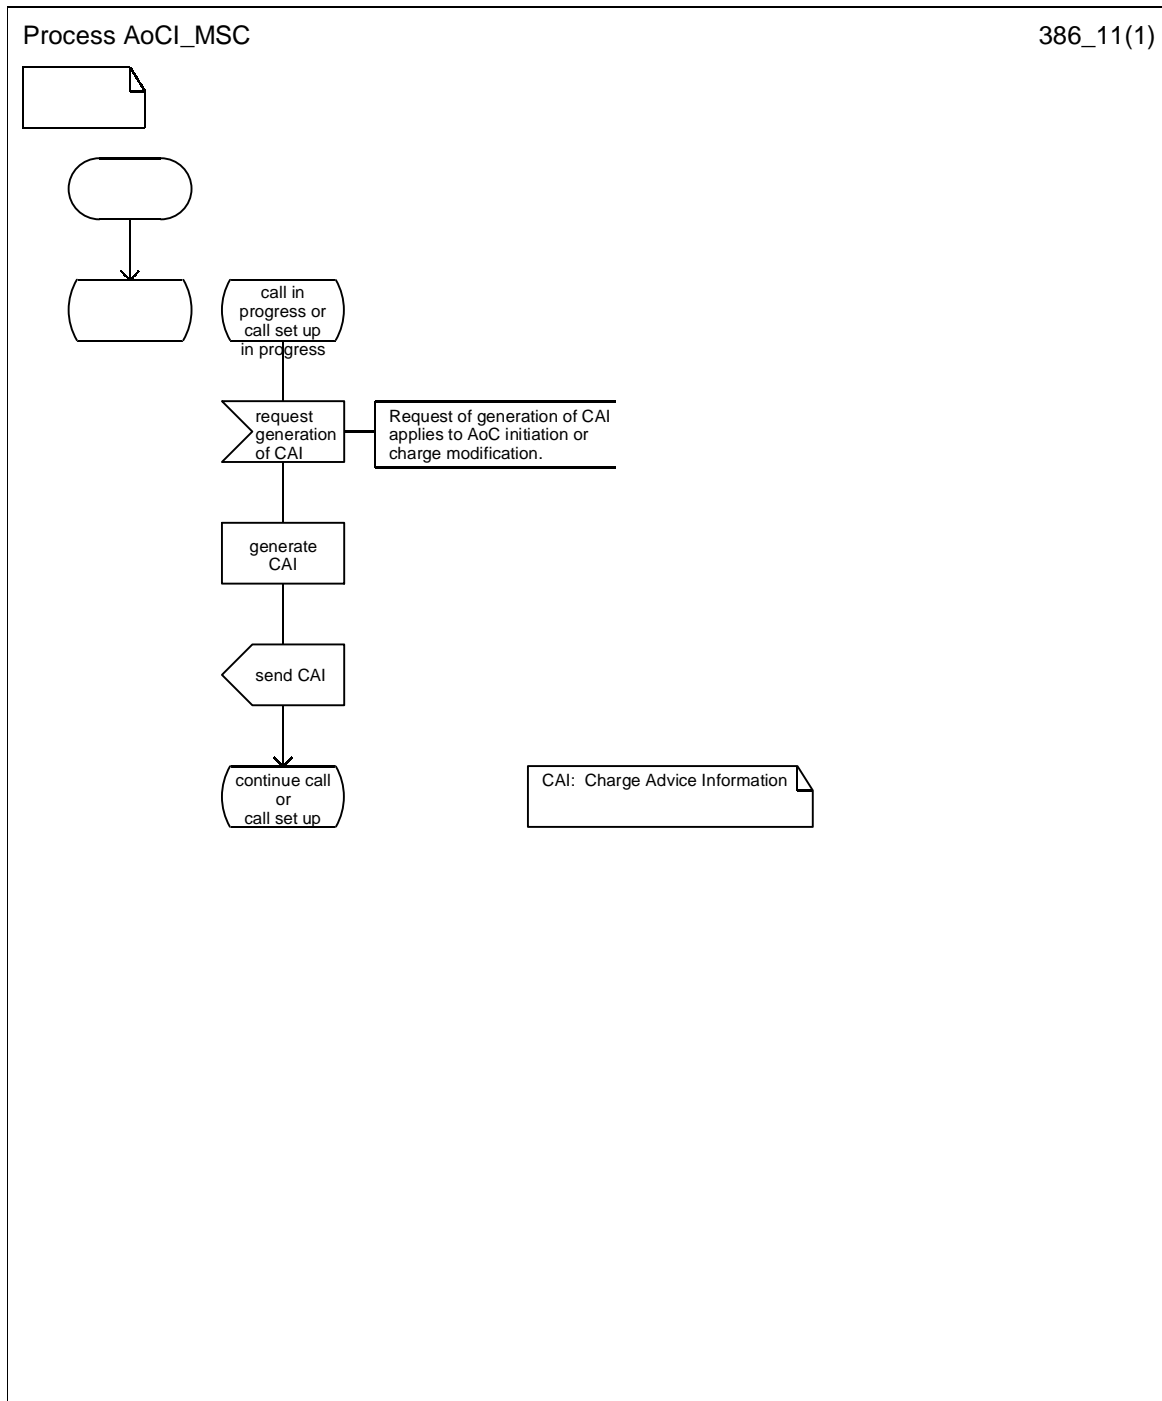 Process AoCI_MSC
386_11(1)
call in
progress or
call set up
in progress
request
generation
of CAI
Request of generation of CAI
applies to AoC initiation or
charge modification.
generate
CAI
send CAI
continue call
or
call set up
CAI:  Charge Advice Information